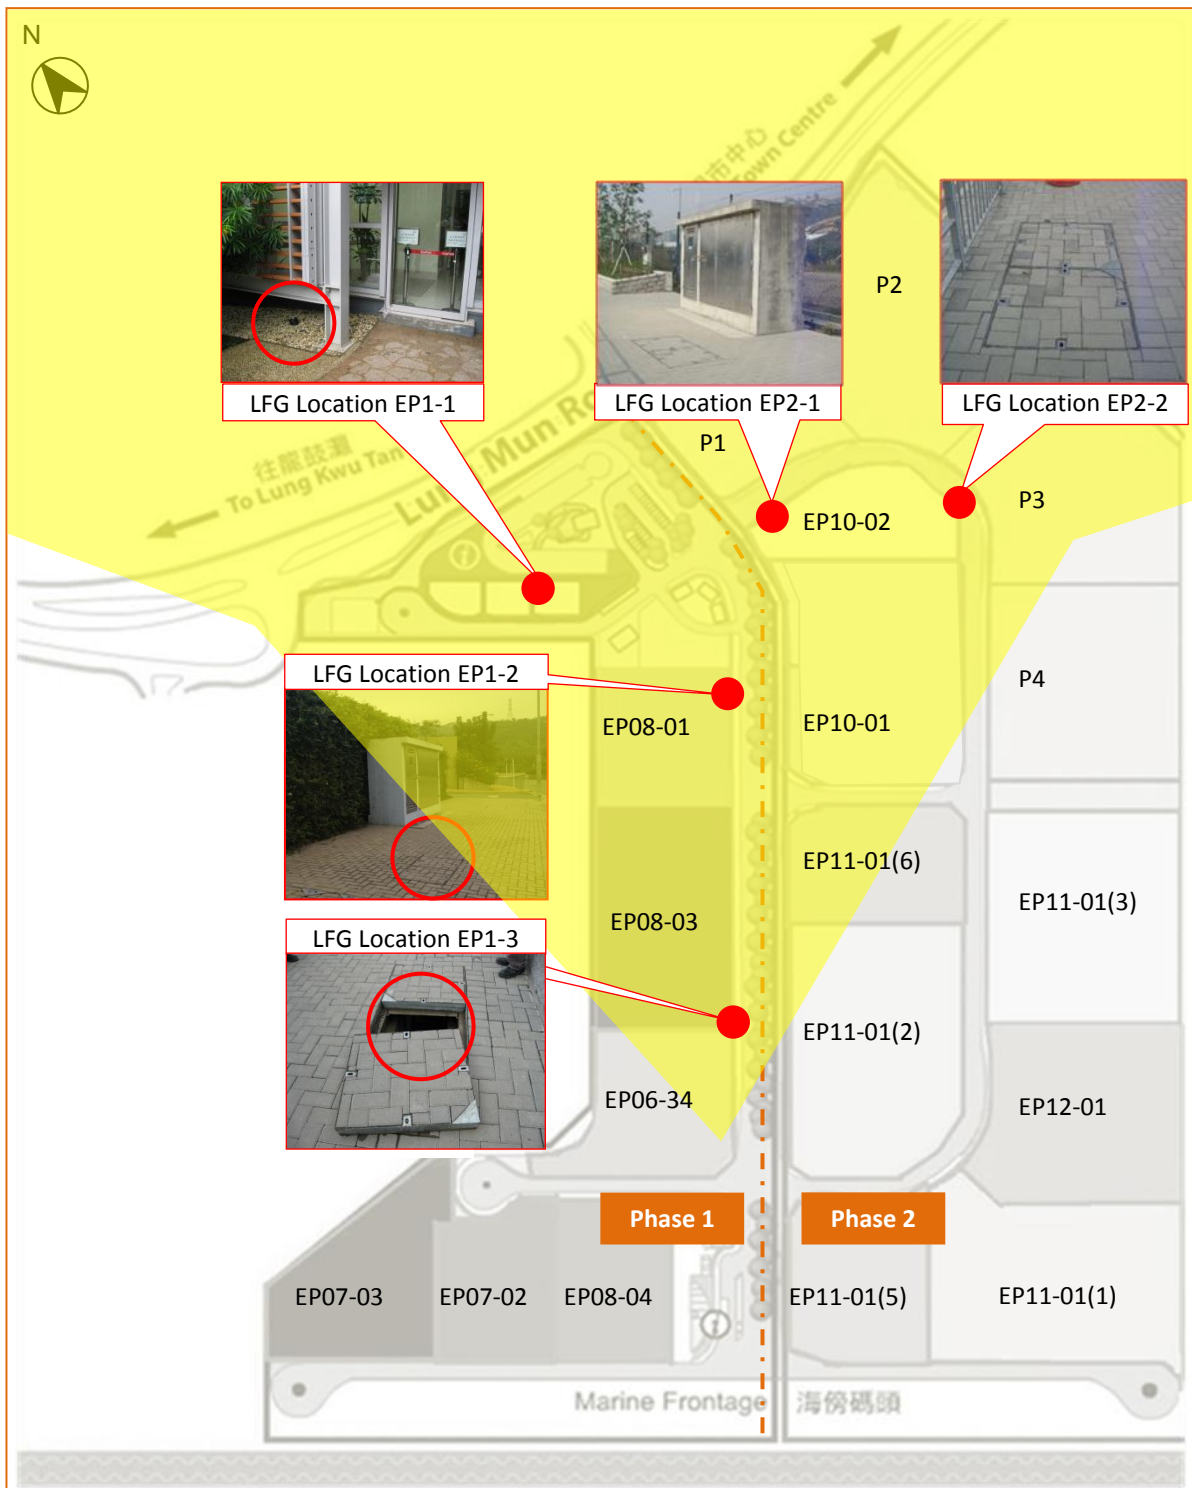 N
市中心
Town Centre
P2
LFG Location EP1-1
LFG Location EP2-1
LFG Location EP2-2
P1
往龍鼓灘
To Lung Kwu Tan
Lung Mun Ro
P3
EP10-02
LFG Location EP1-2
P4
EP08-01
EP10-01
EP11-01(6)
EP11-01(3)
EP08-03
LFG Location EP1-3
EP11-01(2)
EP06-34
EP12-01
Phase 1
Phase 2
EP07-03
EP07-02
EP08-04
EP11-01(5)
EP11-01(1)
Marine Frontage 海傍碼頭